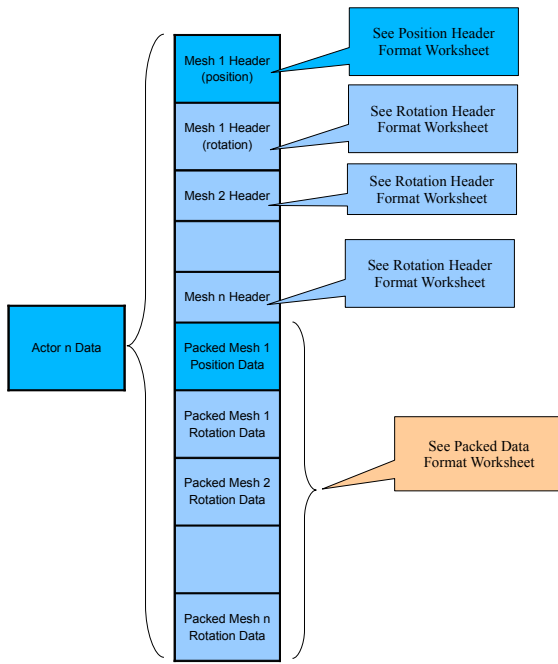 Mesh 1 Header
(position)
See Position Header
Format Worksheet
Mesh 1 Header
(rotation)
See Rotation Header
Format Worksheet
Mesh 2 Header
See Rotation Header
Format Worksheet
Mesh n Header
See Rotation Header
Format Worksheet
Actor n Data
Packed Mesh 1
Position Data
Packed Mesh 1
Rotation Data
Packed Mesh 2
Rotation Data
See Packed Data
Format Worksheet
Packed Mesh n
Rotation Data